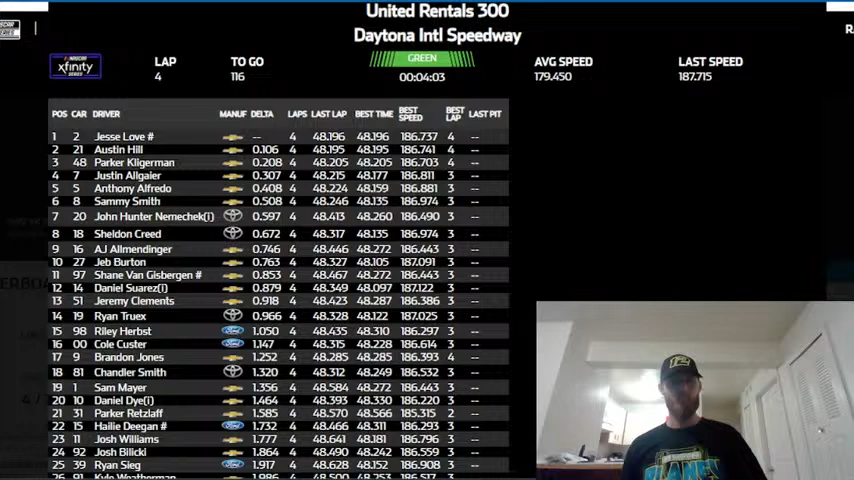 United Rentals 300
Daytona Intl Speedway
xfinity SERIES LAP TO GO GREEN AVG SPEED LAST SPEED
4 116 00:04:03 179.450 187.715
POS CAR DRIVER MANUF DELTA LAPS LAST LAP BEST TIME BEST SPEED BEST LAP LAST PIT
1 2 Jesse Love # -- 4 48.196 48.196 186.737 4 --
2 21 Austin Hill 0.106 4 48.195 48.195 186.741 4 --
3 48 Parker Kligerman 0.208 4 48.205 48.205 186.703 4 --
4 7 Justin Allgaier 0.307 4 48.215 48.177 186.811 3 --
5 5 Anthony Alfredo 0.408 4 48.224 48.159 186.881 3 --
6 8 Sammy Smith 0.508 4 48.246 48.135 186.974 3 --
7 20 John Hunter Nemechek(i) 0.597 4 48.413 48.260 186.490 3 --
8 18 Sheldon Creed 0.672 4 48.317 48.135 186.974 3 --
9 16 AJ Allmendinger 0.746 4 48.446 48.272 186.443 3 --
10 27 Jeb Burton 0.763 4 48.327 48.105 187.091 3 --
11 97 Shane Van Gisbergen # 0.853 4 48.467 48.272 186.443 3 --
12 14 Daniel Suarez(i) 0.879 4 48.349 48.097 187.122 3 --
13 51 Jeremy Clements 0.918 4 48.423 48.287 186.386 3 --
14 19 Ryan Truex 0.966 4 48.328 48.122 187.025 3 --
15 98 Riley Herbst 1.050 4 48.435 48.310 186.297 3 --
16 00 Cole Custer 1.147 4 48.315 48.228 186.614 3 --
17 9 Brandon Jones 1.252 4 48.285 48.285 186.393 4 --
18 81 Chandler Smith 1.320 4 48.312 48.249 186.532 3 --
19 1 Sam Mayer 1.356 4 48.584 48.272 186.443 3 --
20 10 Daniel Dye(i) 1.464 4 48.393 48.330 186.220 3 --
21 31 Parker Retzlaff 1.585 4 48.570 48.566 185.315 2 --
22 15 Hailie Deegan # 1.732 4 48.466 48.311 186.293 3 --
23 11 Josh Williams 1.777 4 48.641 48.181 186.796 3 --
24 92 Josh Bilicki 1.864 4 48.490 48.242 186.559 3 --
25 39 Ryan Sieg 1.917 4 48.628 48.152 186.908 3 --
26 91 Kyle Weatherman 1.986 4 48.500 48.253 186.517 3 --